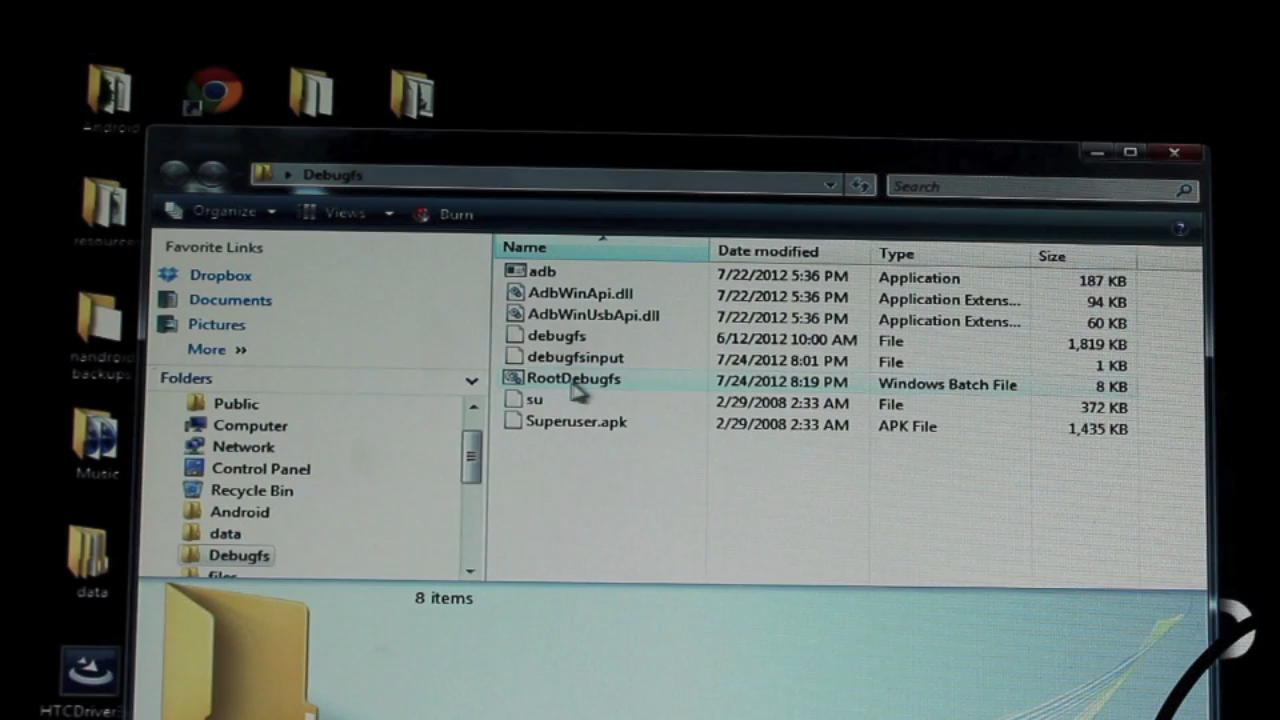 Android
Debugfs
Search
Organize Views Burn
resource
Favorite Links
Dropbox
Documents
Pictures
More »
Folders
Public
Computer
Network
Control Panel
Recycle Bin
Android
data
Debugfs
files
Name Date modified Type Size
adb 7/22/2012 5:36 PM Application 187 KB
AdbWinApi.dll 7/22/2012 5:36 PM Application Extens... 94 KB
AdbWinUsbApi.dll 7/22/2012 5:36 PM Application Extens... 60 KB
debugfs 6/12/2012 10:00 AM File 1,819 KB
debugfsinput 7/24/2012 8:01 PM File 1 KB
RootDebugfs 7/24/2012 8:19 PM Windows Batch File 8 KB
su 2/29/2008 2:33 AM File 372 KB
Superuser.apk 2/29/2008 2:33 AM APK File 1,435 KB
nandroid
backups
Music
data
8 items
HTCDriver